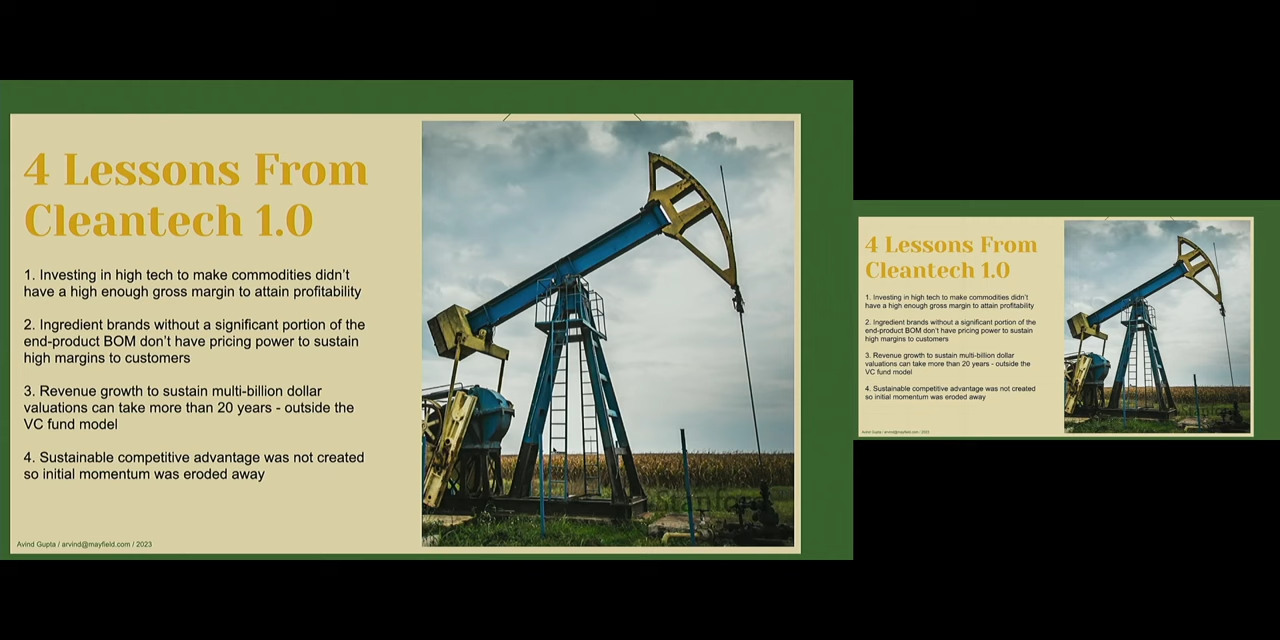 4 Lessons From
Cleantech 1.0
1. Investing in high tech to make commodities didn't
have a high enough gross margin to attain profitability
2. Ingredient brands without a significant portion of the
end-product BOM don't have pricing power to sustain
high margins to customers
3. Revenue growth to sustain multi-billion dollar
valuations can take more than 20 years - outside the
VC fund model
4. Sustainable competitive advantage was not created
so initial momentum was eroded away
Avind Gupta / arvind@mayfield.com / 2023
Stanford
4 Lessons From
Cleantech 1.0
1. Investing in high tech to make commodities didn't
have a high enough gross margin to attain profitability
2. Ingredient brands without a significant portion of the
end-product BOM don't have pricing power to sustain
high margins to customers
3. Revenue growth to sustain multi-billion dollar
valuations can take more than 20 years - outside the
VC fund model
4. Sustainable competitive advantage was not created
so initial momentum was eroded away
Avind Gupta / arvind@mayfield.com / 2023
Stanford